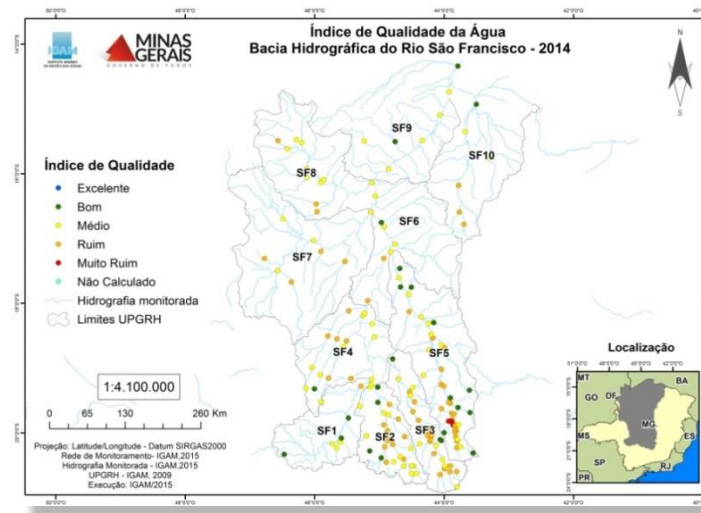 Índice de Qualidade da Água
Bacia Hidrográfica do Rio São Francisco - 2014
IGAM
MINAS GERAIS
GOVERNO DE TODOS
N
S
Índice de Qualidade
Excelente
Bom
Médio
Ruim
Muito Ruim
Não Calculado
Hidrografia monitorada
Limites UPGRH
1:4.100.000
0 65 130 260 Km
Projeção: Latitude/Longitude - Datum SIRGAS2000
Rede de Monitoramento- IGAM,2015
Hidrografia Monitorada - IGAM,2015
UPGRH - IGAM, 2009
Execução: IGAM/2015
SF9
SF10
SF8
SF6
SF7
SF4
SF5
SF1
SF2
SF3
Localização
MT
BA
GO
DF
MG
MS
ES
SP
RJ
PR